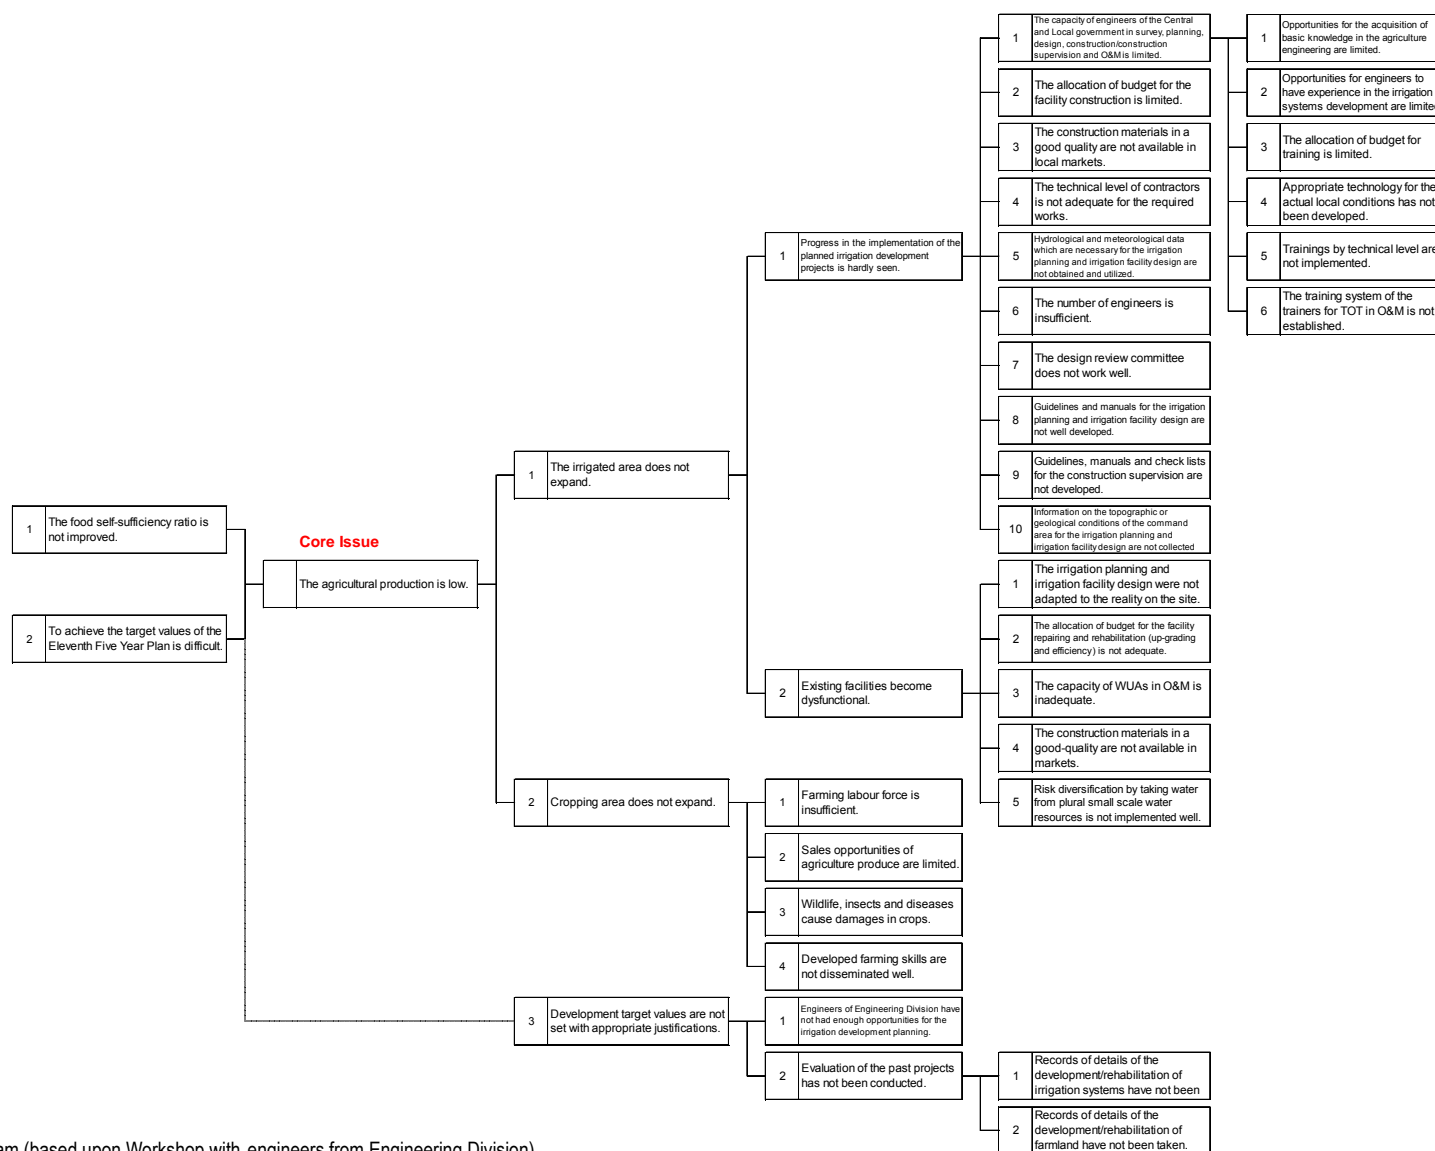 1
The food self-sufficiency ratio is
not improved.
2
To achieve the target values of the
Eleventh Five Year Plan is difficult.
Core Issue
The agricultural production is low.
1
The irrigated area does not
expand.
2
Cropping area does not expand.
3
Development target values are not
set with appropriate justifications.
1
Progress in the implementation of the
planned irrigation development
projects is hardly seen.
2
Existing facilities become
dysfunctional.
1
Farming labour force is
insufficient.
2
Sales opportunities of
agriculture produce are limited.
3
Wildlife, insects and diseases
cause damages in crops.
4
Developed farming skills are
not disseminated well.
1
Engineers of Engineering Division have
not had enough opportunities for the
irrigation development planning.
2
Evaluation of the past projects
has not been conducted.
1
The capacity of engineers of the Central
and Local government in survey, planning,
design, construction/construction
supervision and O&M is limited.
2
The allocation of budget for the
facility construction is limited.
3
The construction materials in a
good quality are not available in
local markets.
4
The technical level of contractors
is not adequate for the required
works.
5
Hydrological and meteorological data
which are necessary for the irrigation
planning and irrigation facility design are
not obtained and utilized.
6
The number of engineers is
insufficient.
7
The design review committee
does not work well.
8
Guidelines and manuals for the irrigation
planning and irrigation facility design are
not well developed.
9
Guidelines, manuals and check lists
for the construction supervision are
not developed.
10
Information on the topographic or
geological conditions of the command
area for the irrigation planning and
irrigation facility design are not collected
1
The irrigation planning and
irrigation facility design were not
adapted to the reality on the site.
2
The allocation of budget for the facility
repairing and rehabilitation (up-grading
and efficiency) is not adequate.
3
The capacity of WUAs in O&M is
inadequate.
4
The construction materials in a
good-quality are not available in
markets.
5
Risk diversification by taking water
from plural small scale water
resources is not implemented well.
1
Records of details of the
development/rehabilitation of
irrigation systems have not been
2
Records of details of the
development/rehabilitation of
farmland have not been taken.
1
Opportunities for the acquisition of
basic knowledge in the agriculture
engineering are limited.
2
Opportunities for engineers to
have experience in the irrigation
systems development are limite
3
The allocation of budget for
training is limited.
4
Appropriate technology for the
actual local conditions has not
been developed.
5
Trainings by technical level are
not implemented.
6
The training system of the
trainers for TOT in O&M is not
established.
am (based upon Workshop with engineers from Engineering Division)